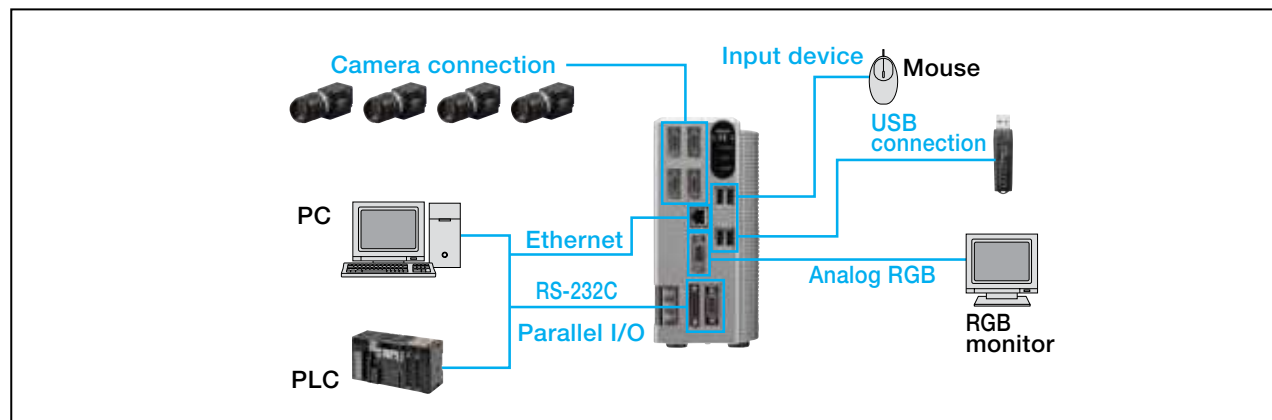 Camera connection
Input device
Mouse
USB
connection
PC
Ethernet
Analog RGB
RS-232C
RGB
monitor
Parallel I/O
PLC